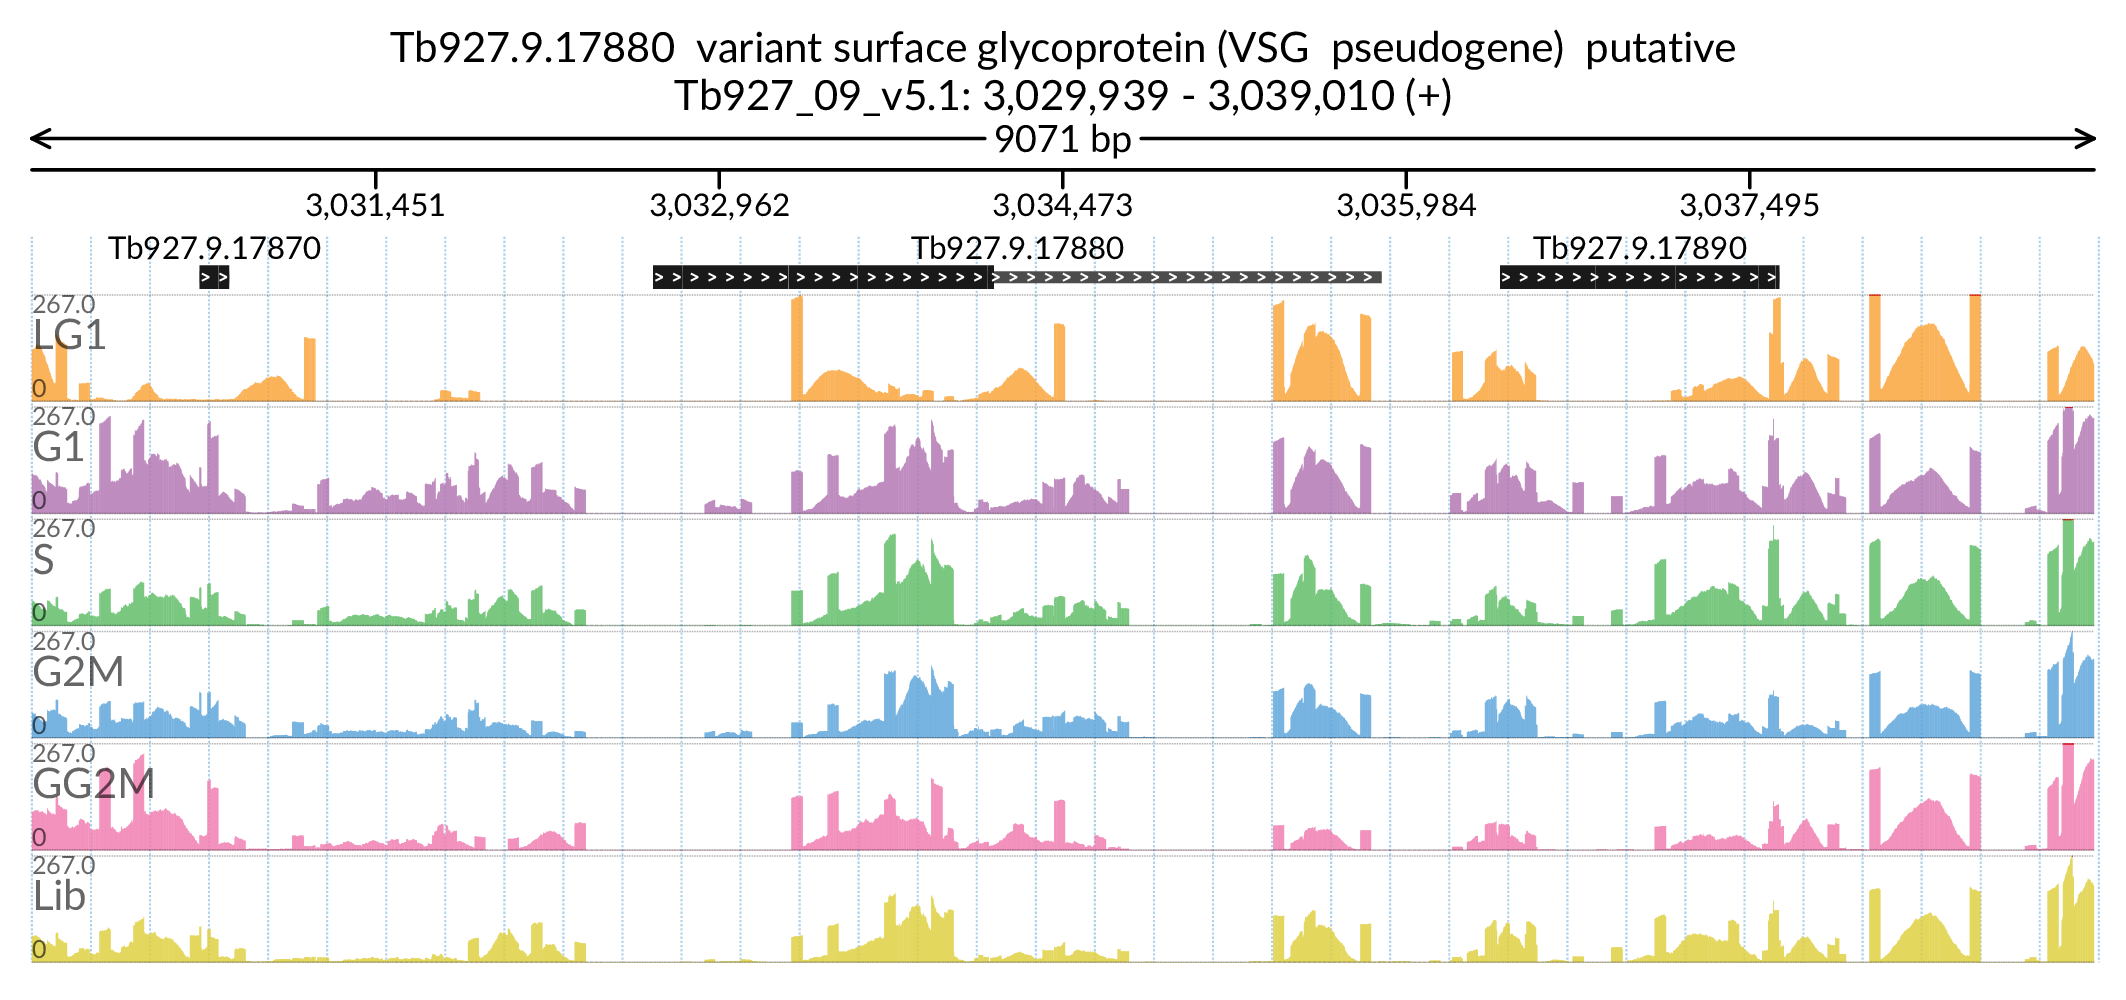 Tb927.9.17880  variant surface glycoprotein (VSG  pseudogene)  putative
Tb927_09_v5.1: 3,029,939 - 3,039,010 (+)
9071 bp
3,031,451 3,032,962 3,034,473 3,035,984 3,037,495
Tb927.9.17870 Tb927.9.17880 Tb927.9.17890
267.0
LG1
0
267.0
G1
0
267.0
S
0
267.0
G2M
0
267.0
GG2M
0
267.0
Lib
0